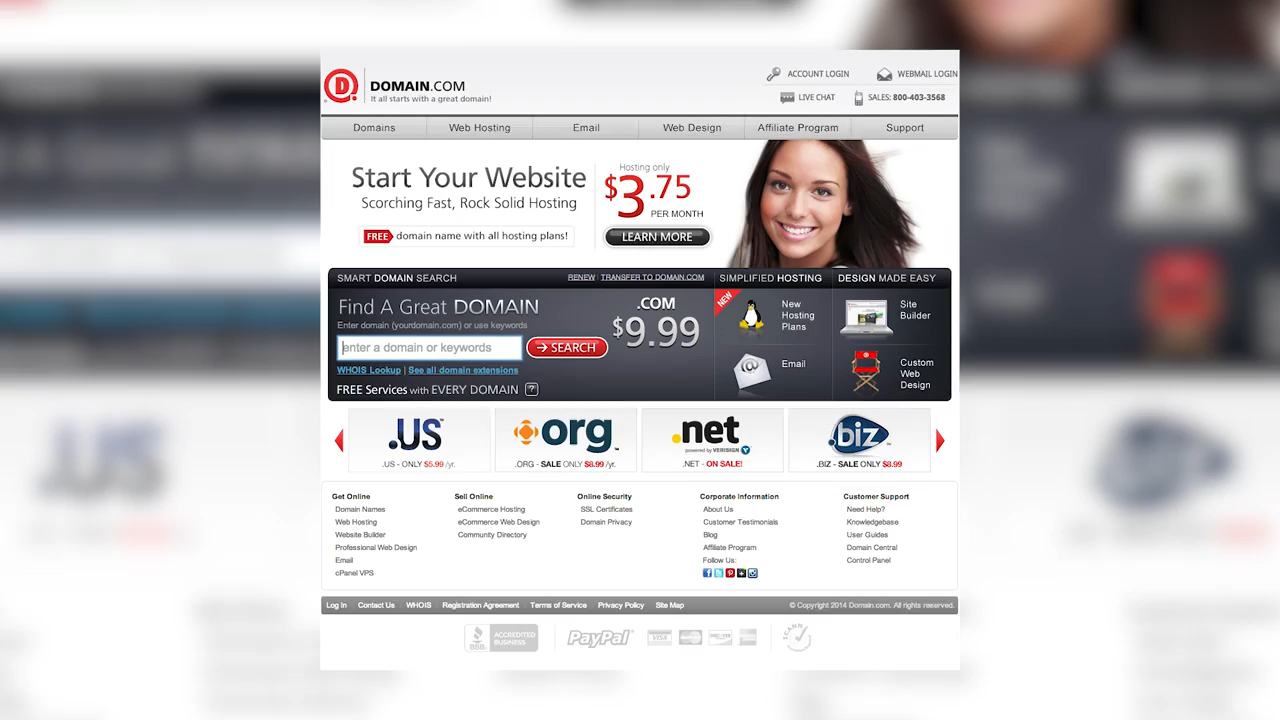 D
DOMAIN.COM
It all starts with a great domain!
ACCOUNT LOGIN
WEBMAIL LOGIN
LIVE CHAT
SALES: 800-403-3568
Domains
Web Hosting
Email
Web Design
Affiliate Program
Support
Start Your Website
Scorching Fast, Rock Solid Hosting
FREE domain name with all hosting plans!
Hosting only
$3.75
PER MONTH
LEARN MORE
SMART DOMAIN SEARCH
RENEW | TRANSFER TO DOMAIN.COM
Find A Great DOMAIN
Enter domain (yourdomain.com) or use keywords
enter a domain or keywords
SEARCH
WHOIS Lookup | See all domain extensions
FREE Services with EVERY DOMAIN ?
.COM
$9.99
SIMPLIFIED HOSTING
NEW
New
Hosting
Plans
@
Email
DESIGN MADE EASY
Site
Builder
Custom
Web
Design
.US
.US - ONLY $5.99 /yr.
.org
.ORG - SALE ONLY $8.99 /yr.
.net
powered by VERISIGN
.NET - ON SALE!
.biz
.BIZ - SALE ONLY $8.99
Get Online
Domain Names
Web Hosting
Website Builder
Professional Web Design
Email
cPanel VPS
Sell Online
eCommerce Hosting
eCommerce Web Design
Community Directory
Online Security
SSL Certificates
Domain Privacy
Corporate Information
About Us
Customer Testimonials
Blog
Affiliate Program
Follow Us:
Customer Support
Need Help?
Knowledgebase
User Guides
Domain Central
Control Panel
Log In
Contact Us
WHOIS
Registration Agreement
Terms of Service
Privacy Policy
Site Map
© Copyright 2014 Domain.com. All rights reserved.
BBB.
ACCREDITED
BUSINESS
PayPal
VISA